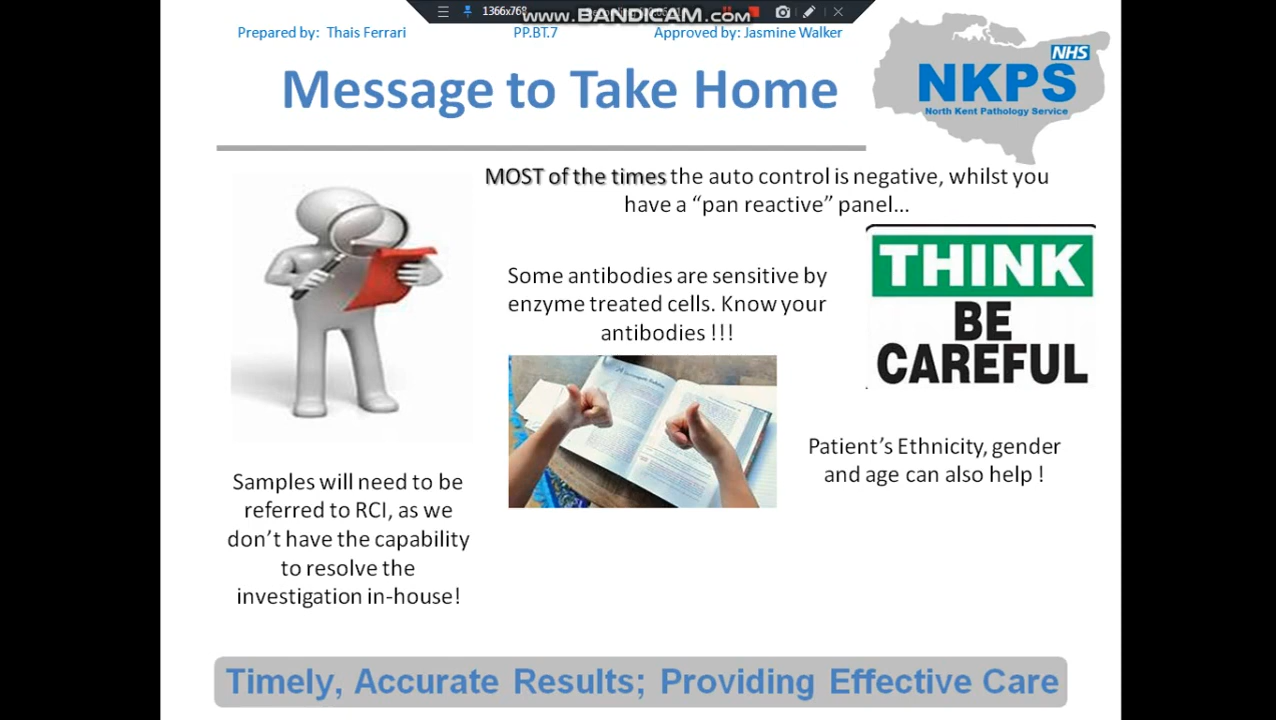 1366x768
www.BANDICAM.com
Prepared by: Thais Ferrari
PP.BT.7
Approved by: Jasmine Walker
Message to Take Home
NHS
NKPS
North Kent Pathology Service
MOST of the times the auto control is negative, whilst you
have a “pan reactive” panel...
Some antibodies are sensitive by
enzyme treated cells. Know your
antibodies !!!
THINK
BE
CAREFUL
Patient’s Ethnicity, gender
and age can also help !
Samples will need to be
referred to RCI, as we
don’t have the capability
to resolve the
investigation in-house!
Timely, Accurate Results; Providing Effective Care